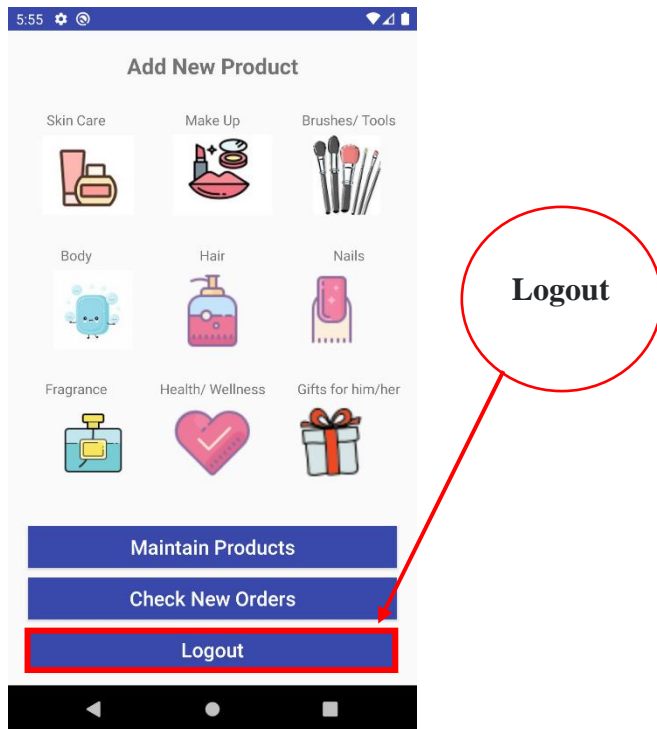 5:55
Add New Product
Skin Care Make Up Brushes/ Tools
Body Hair Nails
Fragrance Health/ Wellness Gifts for him/her
Logout
Maintain Products
Check New Orders
Logout